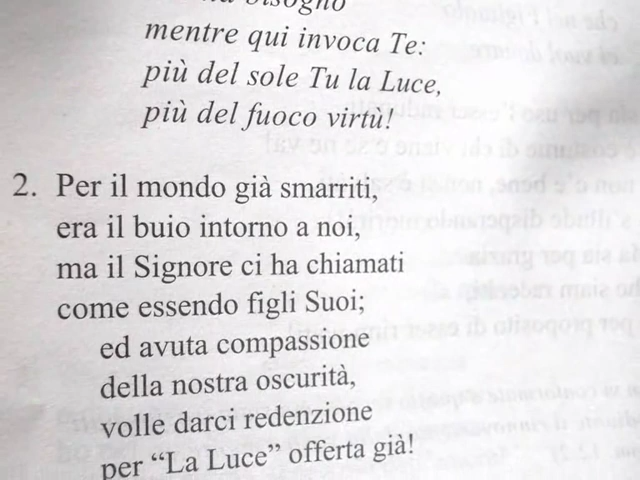 bisogno
mentre qui invoca Te:
più del sole Tu la Luce,
più del fuoco virtù!
2. Per il mondo già smarriti,
era il buio intorno a noi,
ma il Signore ci ha chiamati
come essendo figli Suoi;
ed avuta compassione
della nostra oscurità,
volle darci redenzione
per “La Luce” offerta già!